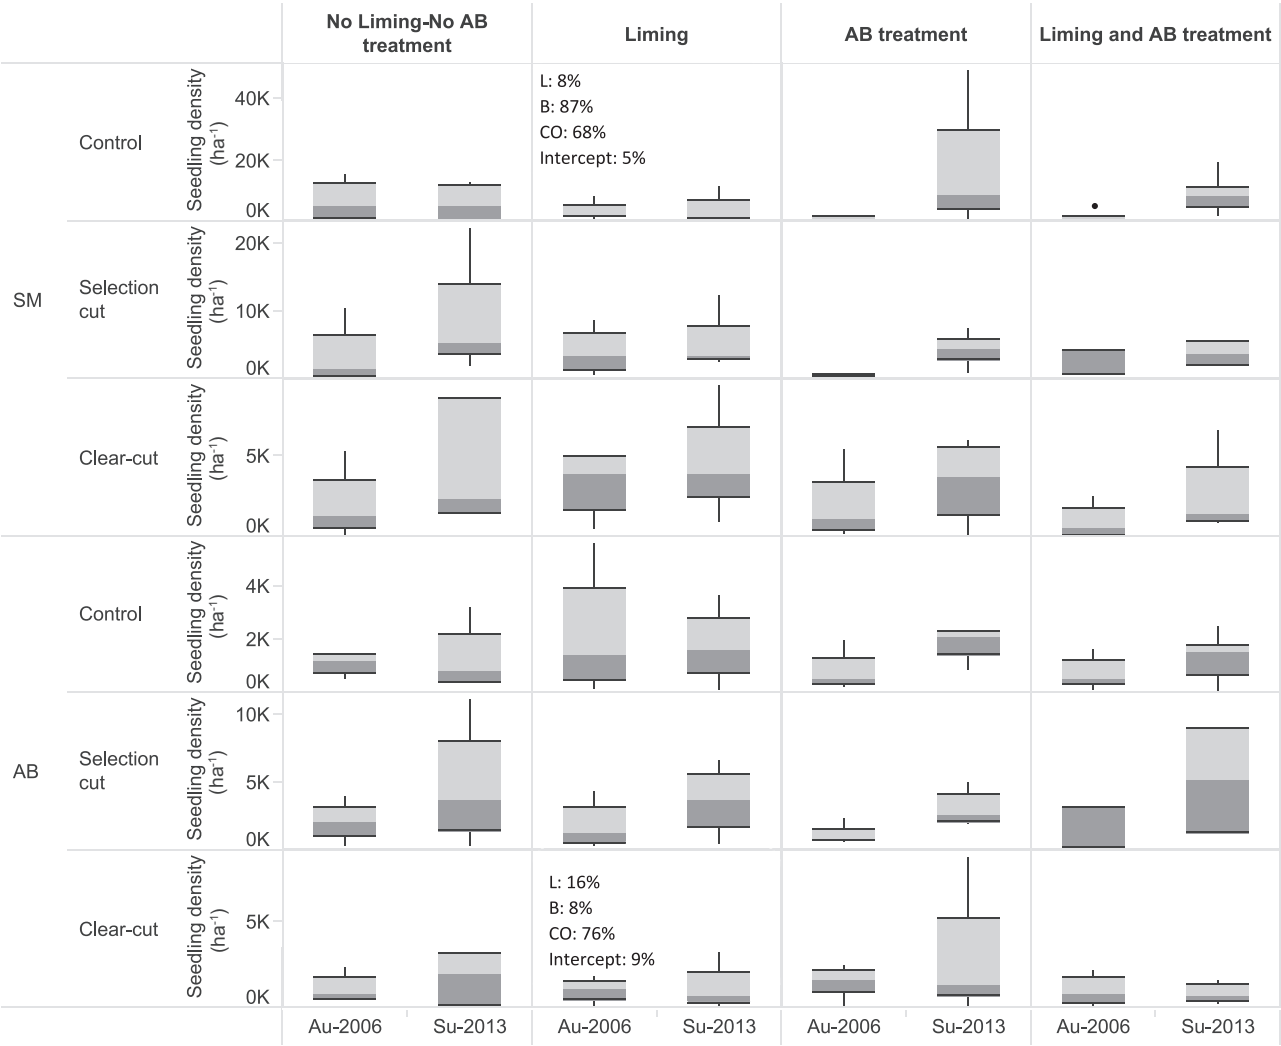 No Liming-No AB
treatment
Liming
AB treatment
Liming and AB treatment
SM
Control
Seedling density
(ha-1)
40K
20K
0K
L: 8%
B: 87%
CO: 68%
Intercept: 5%
Selection
cut
Seedling density
(ha-1)
20K
10K
0K
Clear-cut
Seedling density
(ha-1)
5K
0K
AB
Control
Seedling density
(ha-1)
4K
2K
0K
Selection
cut
Seedling density
(ha-1)
10K
5K
0K
Clear-cut
Seedling density
(ha-1)
5K
0K
L: 16%
B: 8%
CO: 76%
Intercept: 9%
Au-2006
Su-2013
Au-2006
Su-2013
Au-2006
Su-2013
Au-2006
Su-2013